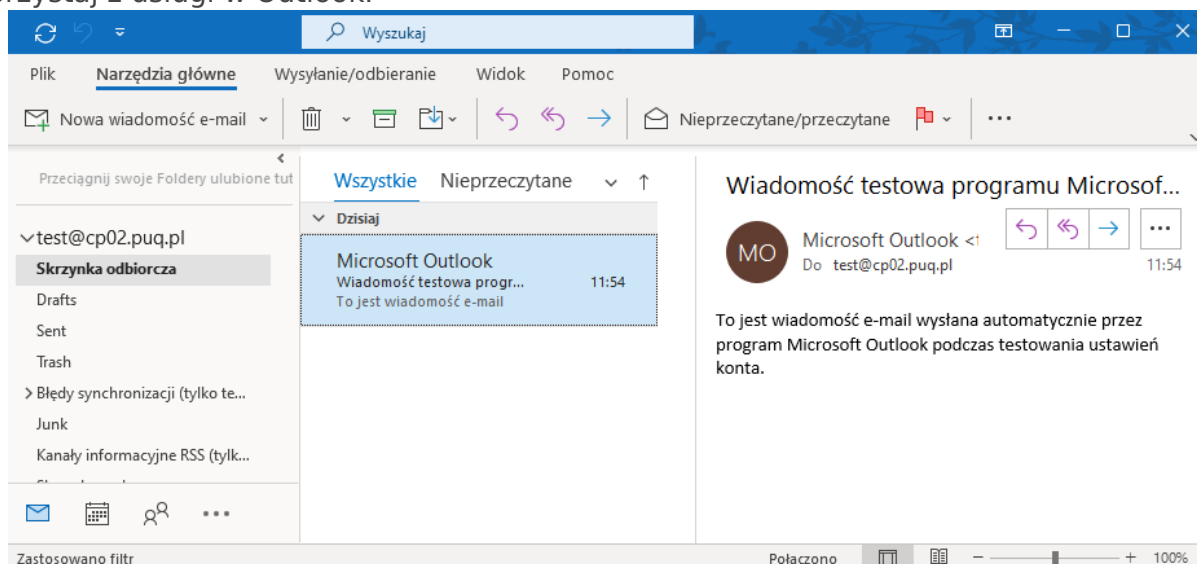 z usługi w Outlook.
Wyszukaj
Plik Narzędzia główne Wysyłanie/odbieranie Widok Pomoc
Nowa wiadomość e-mail
Nieprzeczytane/przeczytane
Przeciągnij swoje Foldery ulubione tut
test@cp02.puq.pl
Skrzynka odbiorcza
Drafts
Sent
Trash
Błędy synchronizacji (tylko te...
Junk
Kanały informacyjne RSS (tylk...
Wszystkie Nieprzeczytane
Dzisiaj
Microsoft Outlook
Wiadomość testowa progr... 11:54
To jest wiadomość e-mail
Wiadomość testowa programu Microsof...
MO
Microsoft Outlook <t
Do test@cp02.puq.pl 11:54
To jest wiadomość e-mail wysłana automatycznie przez
program Microsoft Outlook podczas testowania ustawień
konta.
Zastosowano filtr
Połączono
100%